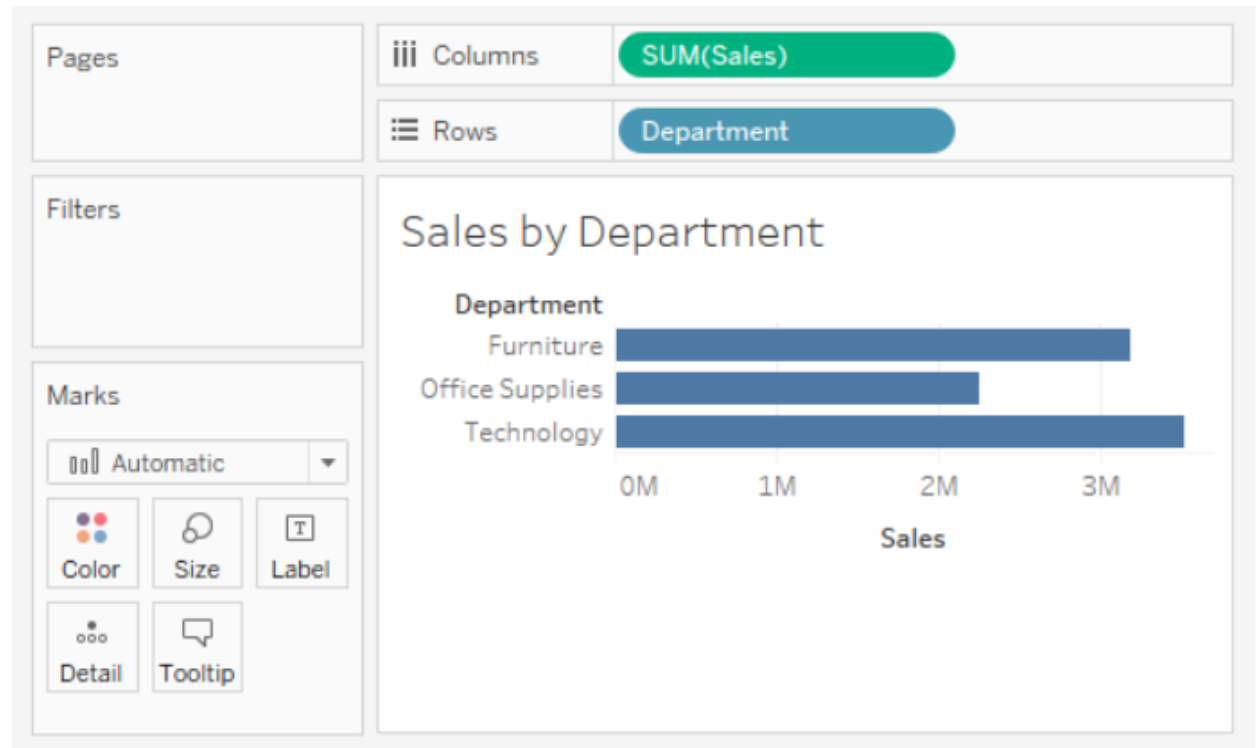 Pages
Columns
SUM(Sales)
Rows
Department
Filters
Marks
Automatic
Color
Size
T
Label
Detail
Tooltip
Sales by Department
Department
Furniture
Office Supplies
Technology
0M 1M 2M 3M
Sales